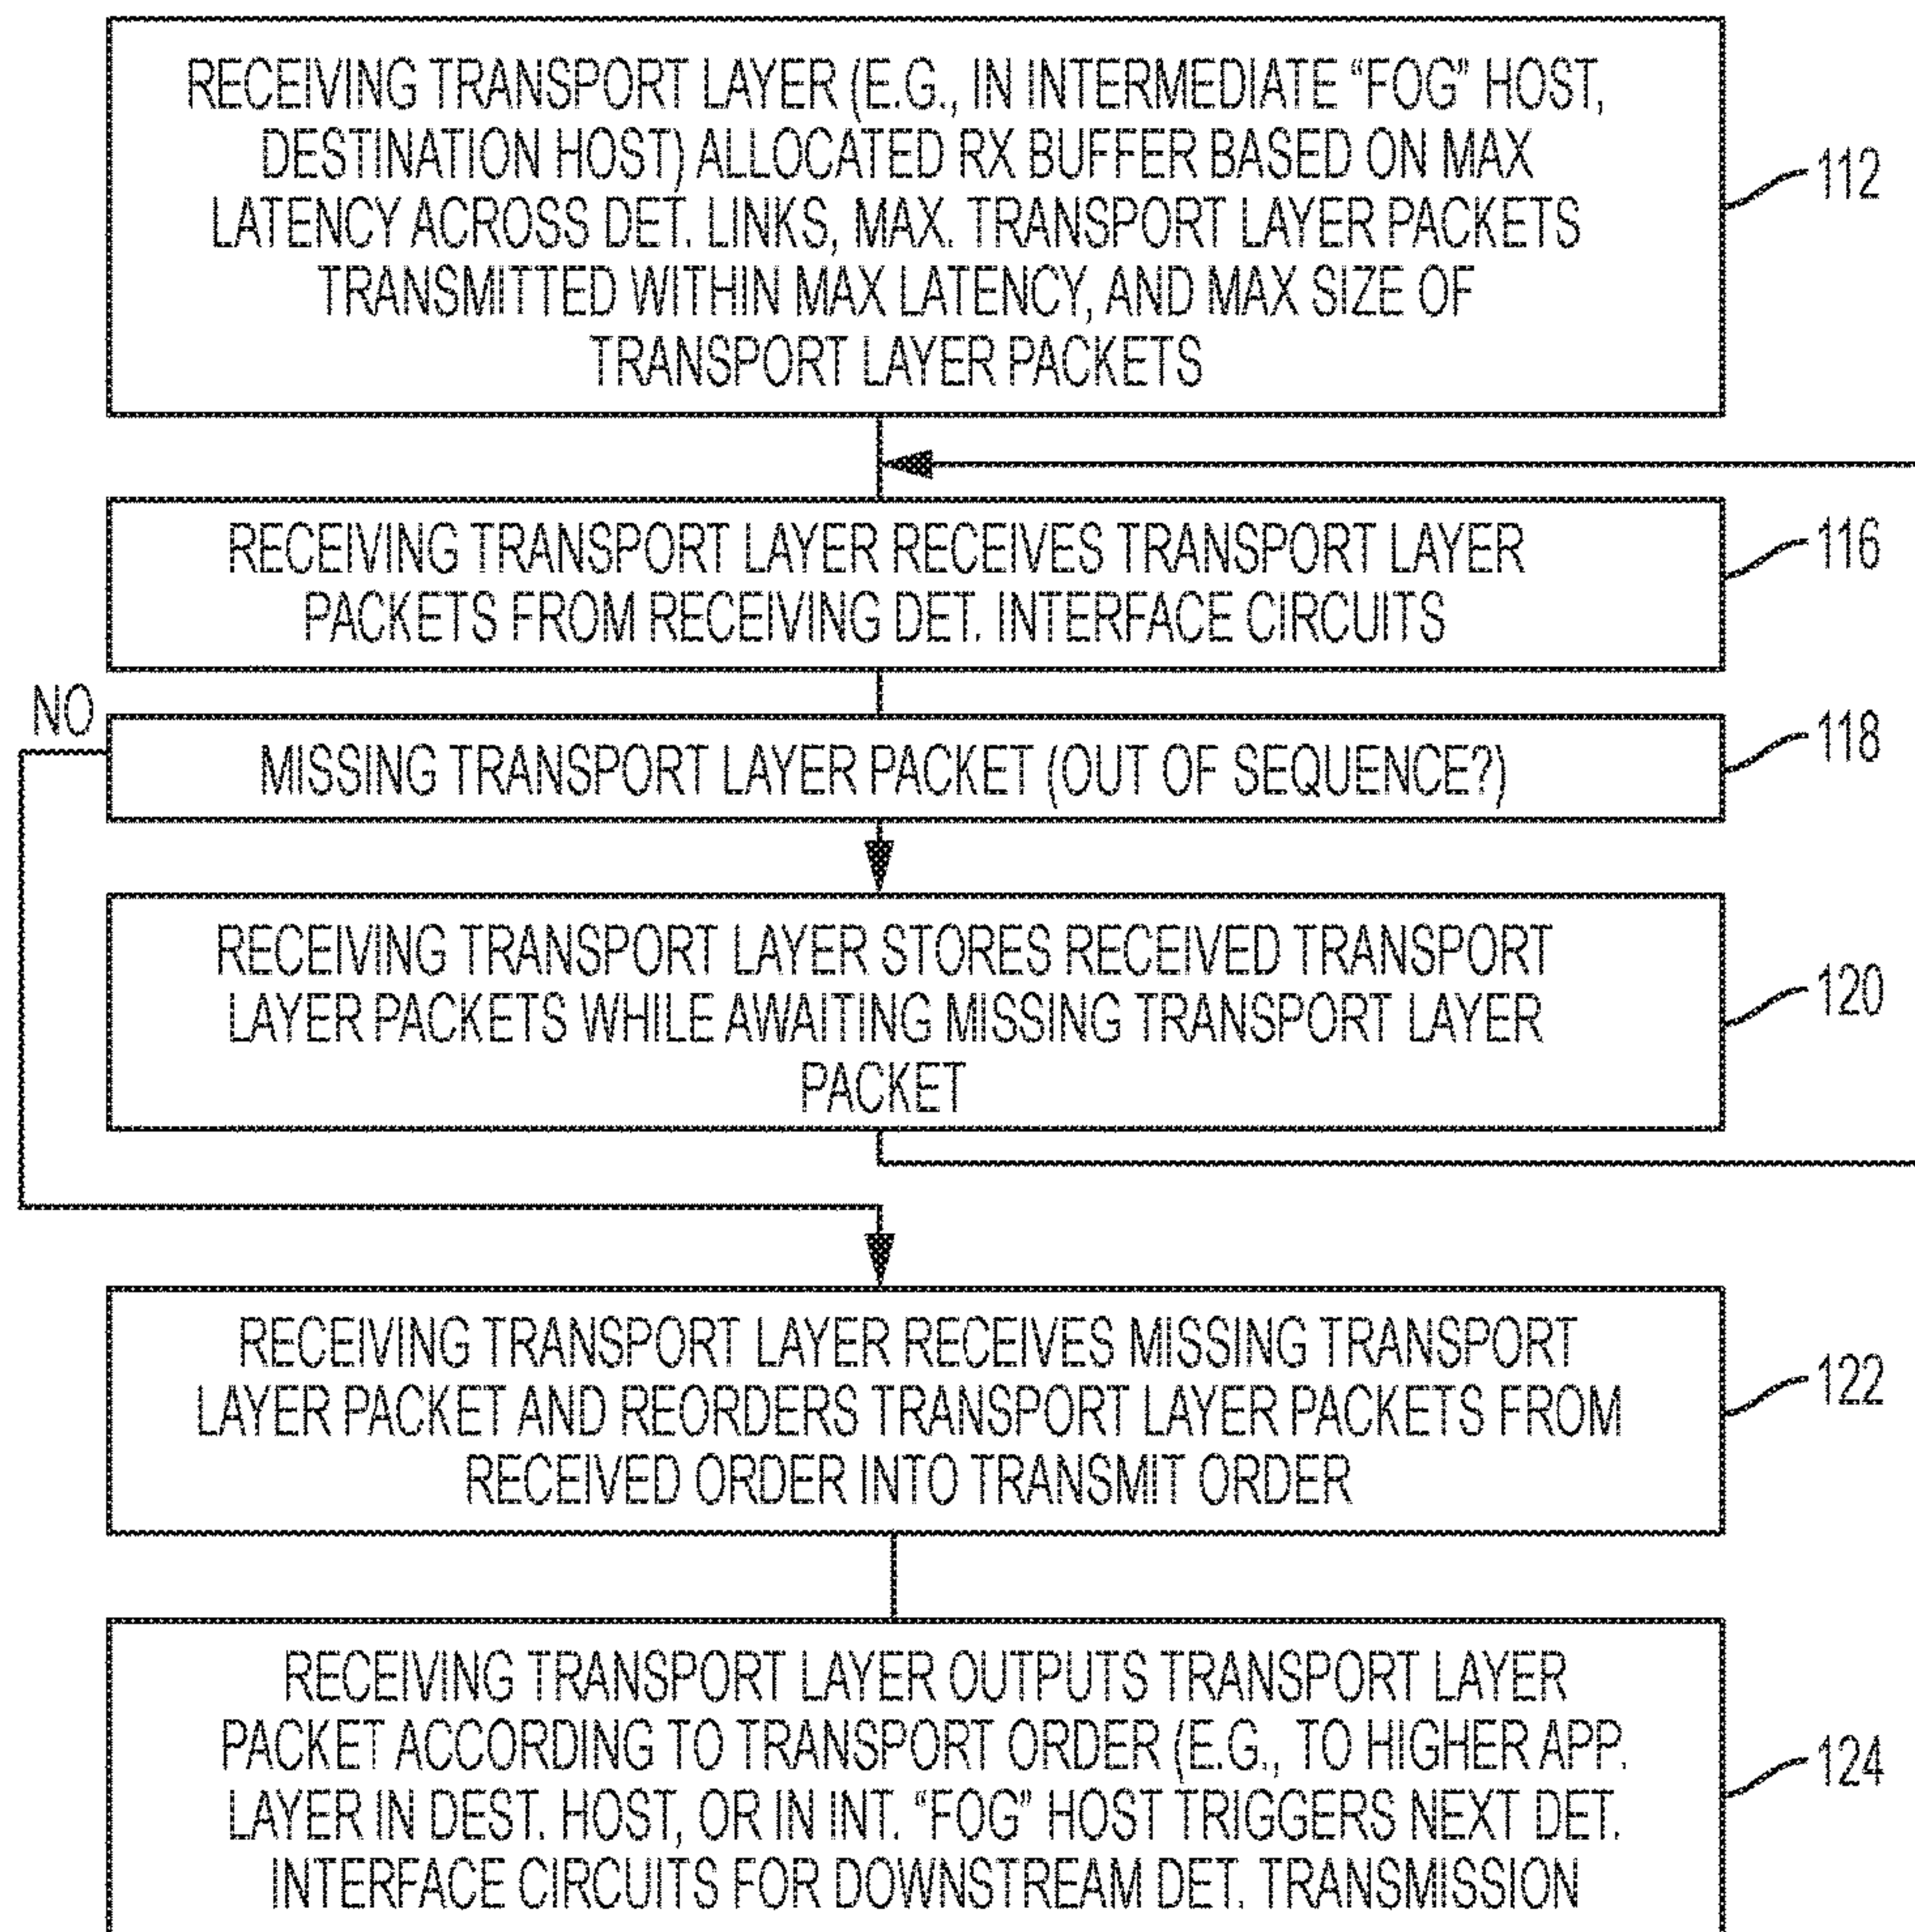 RECEIVING TRANSPORT LAYER (E.G., IN INTERMEDIATE “FOG” HOST,
DESTINATION HOST) ALLOCATED RX BUFFER BASED ON MAX
LATENCY ACROSS DET. LINKS, MAX. TRANSPORT LAYER PACKETS
TRANSMITTED WITHIN MAX LATENCY, AND MAX SIZE OF
TRANSPORT LAYER PACKETS
112
RECEIVING TRANSPORT LAYER RECEIVES TRANSPORT LAYER
PACKETS FROM RECEIVING DET. INTERFACE CIRCUITS
116
NO
MISSING TRANSPORT LAYER PACKET (OUT OF SEQUENCE?)
118
RECEIVING TRANSPORT LAYER STORES RECEIVED TRANSPORT
LAYER PACKETS WHILE AWAITING MISSING TRANSPORT LAYER
PACKET
120
RECEIVING TRANSPORT LAYER RECEIVES MISSING TRANSPORT
LAYER PACKET AND REORDERS TRANSPORT LAYER PACKETS FROM
RECEIVED ORDER INTO TRANSMIT ORDER
122
RECEIVING TRANSPORT LAYER OUTPUTS TRANSPORT LAYER
PACKET ACCORDING TO TRANSPORT ORDER (E.G., TO HIGHER APP.
LAYER IN DEST. HOST, OR IN INT. “FOG” HOST TRIGGERS NEXT DET.
INTERFACE CIRCUITS FOR DOWNSTREAM DET. TRANSMISSION
124